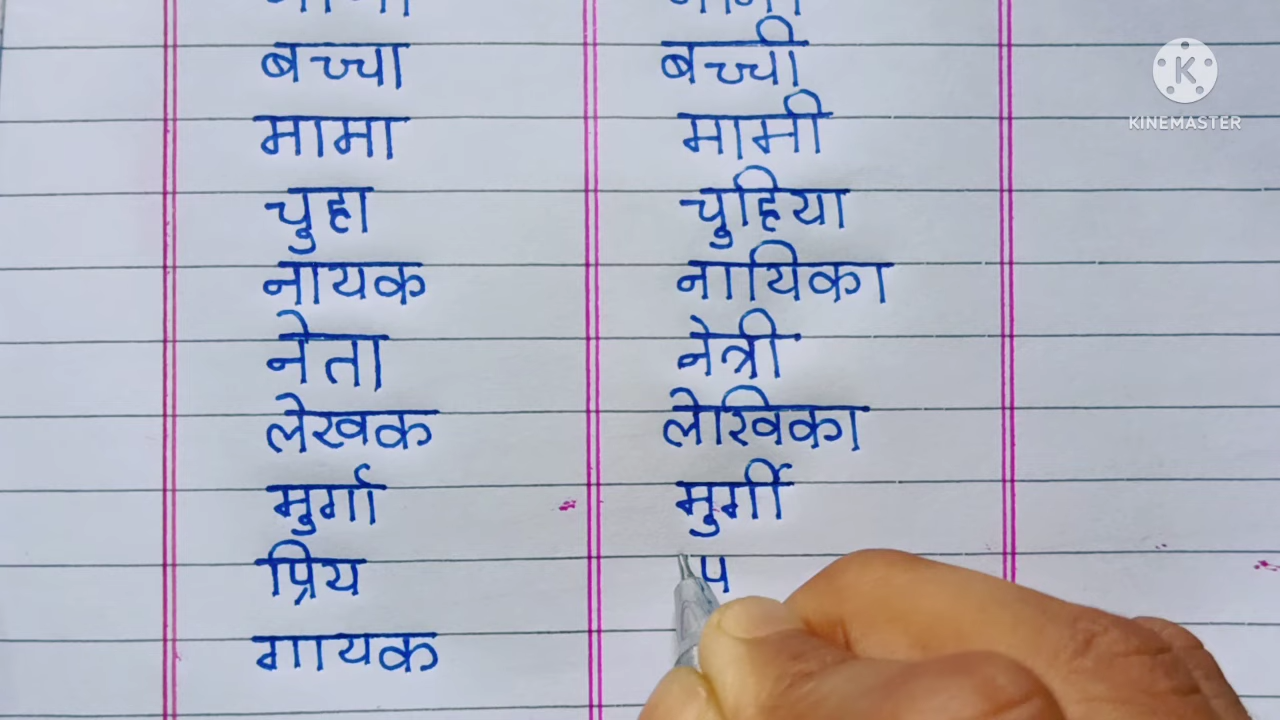 बच्चा बच्ची
मामा मामी
चुहा चुहिया
नायक नायिका
नेता नेत्री
लेखक लेखिका
मुर्गा मुर्गी
प्रिय प
गायक
KINEMASTER